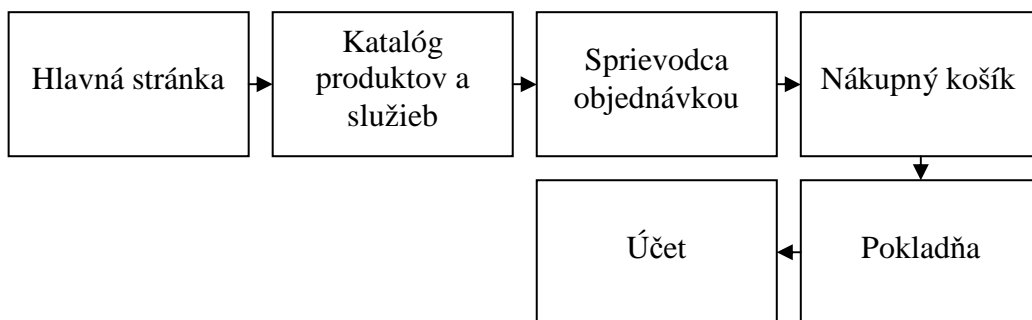 Hlavná stránka
Katalóg
produktov a
služieb
Sprievodca
objednávkou
Nákupný košík
Pokladňa
Účet